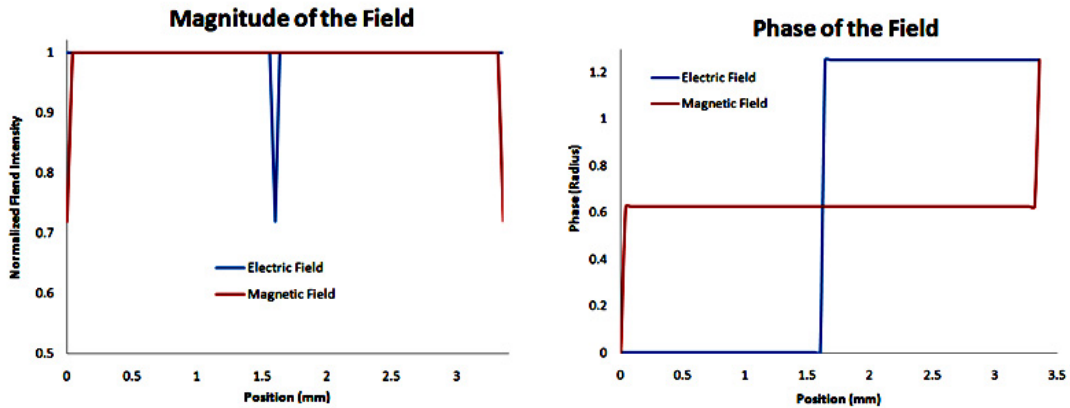 Magnitude of the Field
Normalized Fiend Intensity
1
0.9
0.8
0.7
0.6
0.5
Electric Field
Magnetic Field
0
0.5
1
1.5
2
2.5
3
Position (mm)
Phase of the Field
Phase (Radius)
1.2
1
0.8
0.6
0.4
0.2
0
Electric Field
Magnetic Field
0
0.5
1
1.5
2
2.5
3
3.5
Position (mm)